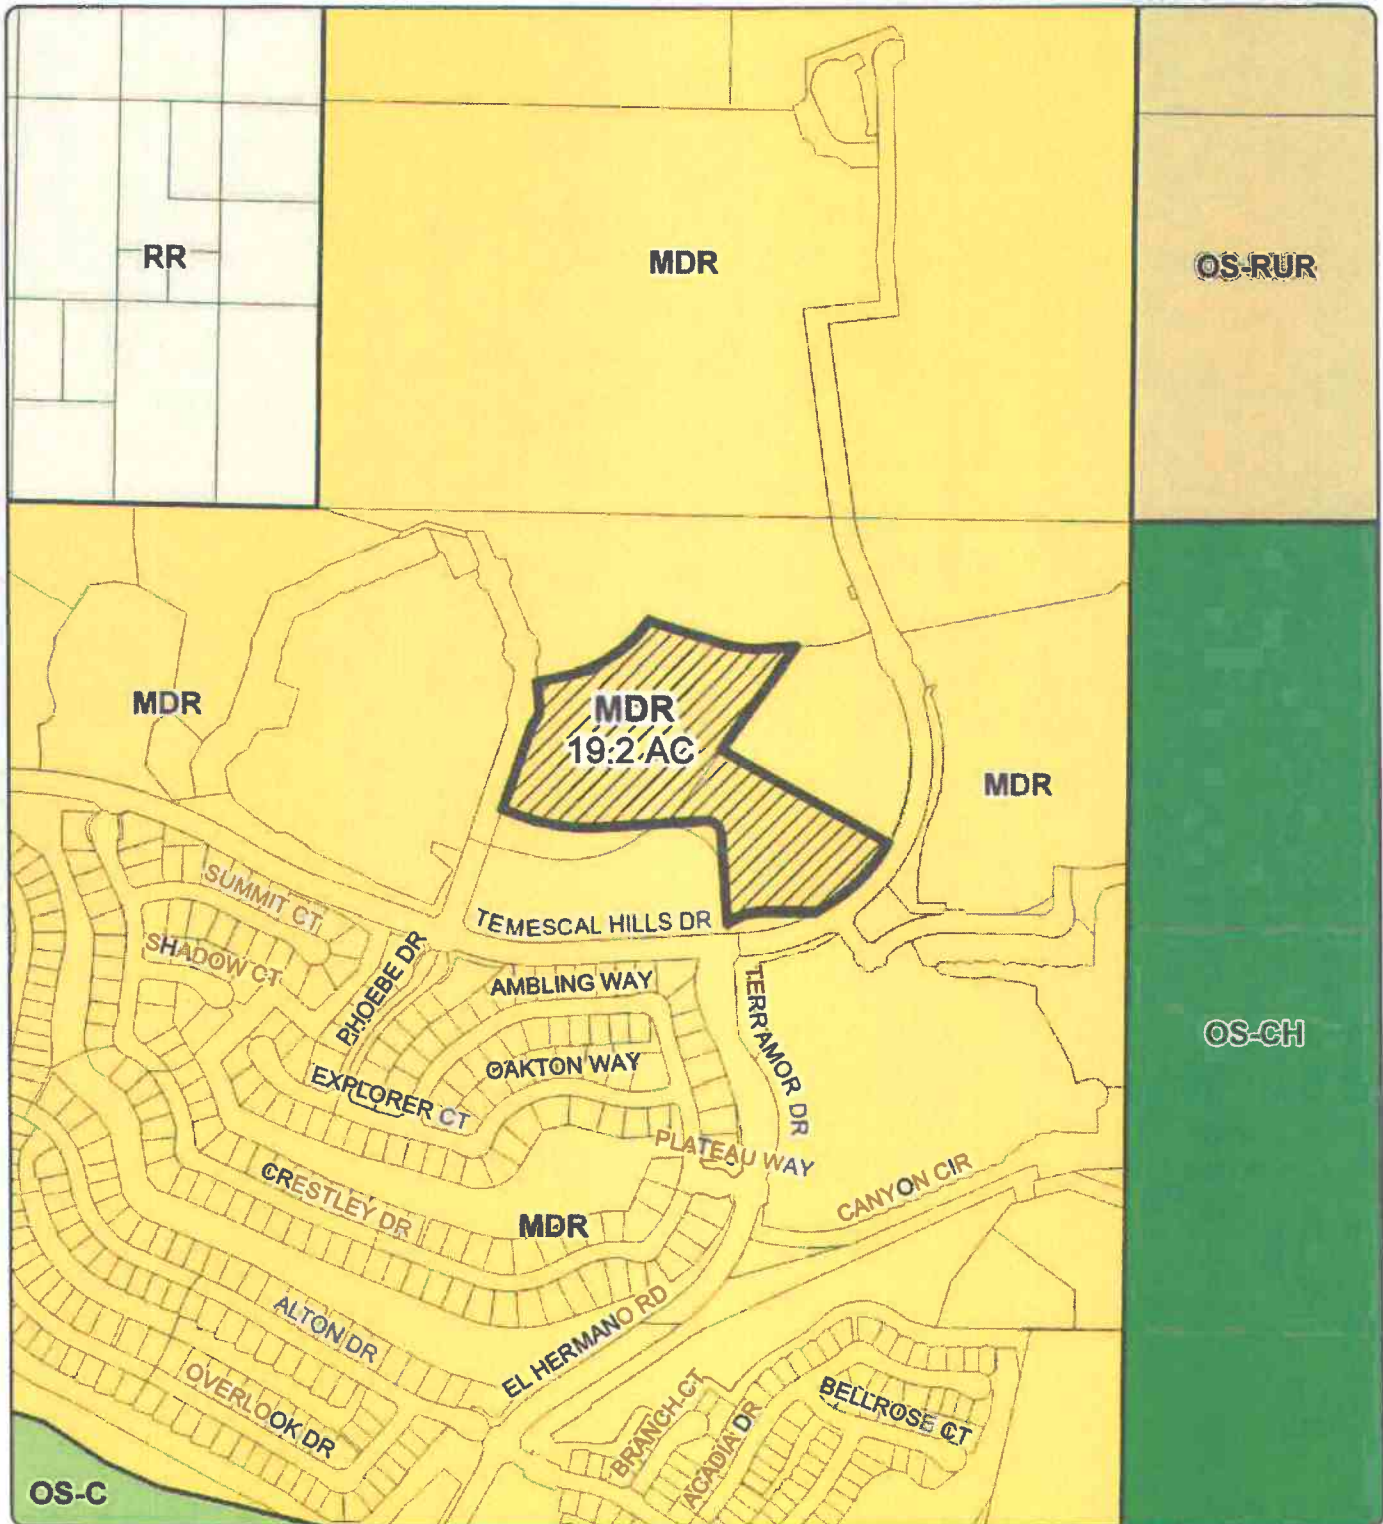 RR
MDR
OS-RUR
MDR
MDR
19.2 AC
MDR
SUMMIT CT
SHADOW CT
TEMESCAL HILLS DR
PHOEBE DR
AMBLING WAY
TERRAMOR DR
OS-CH
OAKTON WAY
EXPLORER CT
PLATEAU WAY
CANYON CIR
CRESTLEY DR
MDR
ALTON DR
EL HERMANO RD
OVERLOOK DR
BRANCH CT
ACADIA DR
BELLROSE CT
OS-C